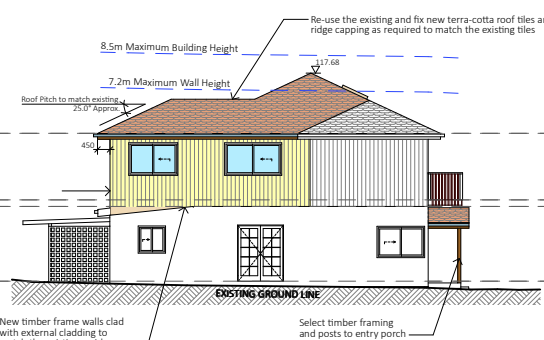 Re-use the existing and fix new terra-cotta roof tiles
ridge capping as required to match the existing tiles
8.5m Maximum Building Height
117.68
7.2m Maximum Wall Height
Roof Pitch to match existing
25.0° Approx.
450
EXISTING GROUND LINE
New timber frame walls clad
with external cladding to
Select timber framing
and posts to entry porch